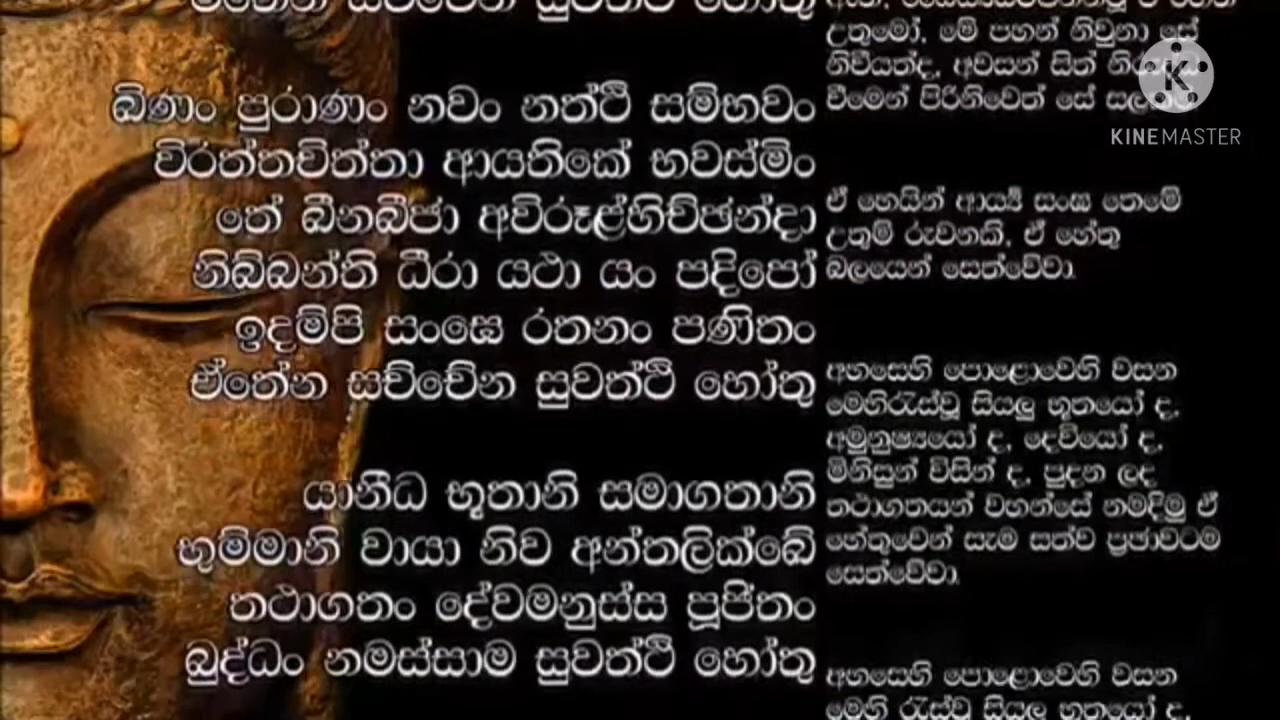 ඛිණං පුරාණං නවං නත්ථි සම්භවං
විරත්තචිත්තා ආයතිකේ භවස්මිං
තේ ඛීනබීජා අවිරූළ්හිච්ඡන්දා
නිබ්බන්ති ධීරා යථා යං පදිපෝ
ඉදම්පි සංඝෙ රතනං පණිතං
ඒතේන සච්චේන සුවත්ථි හෝතු
යානීධ භූතානි සමාගතානි
භුම්මානි වායා නිව අන්තලික්ඛේ
තථාගතං දේවමනුස්ස පූජිතං
බුද්ධං නමස්සාම සුවත්ථි හෝතු
උතුමෝ, මේ පහන් නිවුනා සේ
නිවීයත්ද, අවසන් සිත්
වීමෙන් පිරිනිවෙත් සේ
ඒ හෙයින් ආර්‍ය්‍ය සංඝ තෙමේ
උතුම් රුවනකි, ඒ හේතු
බලයෙන් සෙත්වේවා.
අහසෙහි පොළොවෙහි වසන
මෙහිරැස්වූ සියලු භූතයෝ ද,
අමුනුෂ්‍යයෝ ද, දෙවියෝ ද,
මිනිසුන් විසින් ද, පුදන ලද
තථාගතයන් වහන්සේ නමදිමු ඒ
හේතුවෙන් සැම සත්ව ප්‍රජාවටම
සෙත්වේවා.
අහසෙහි පොළොවෙහි වසන
මෙහි රැස්වූ සියලු භූතයෝ ද,
K
KINEMASTER